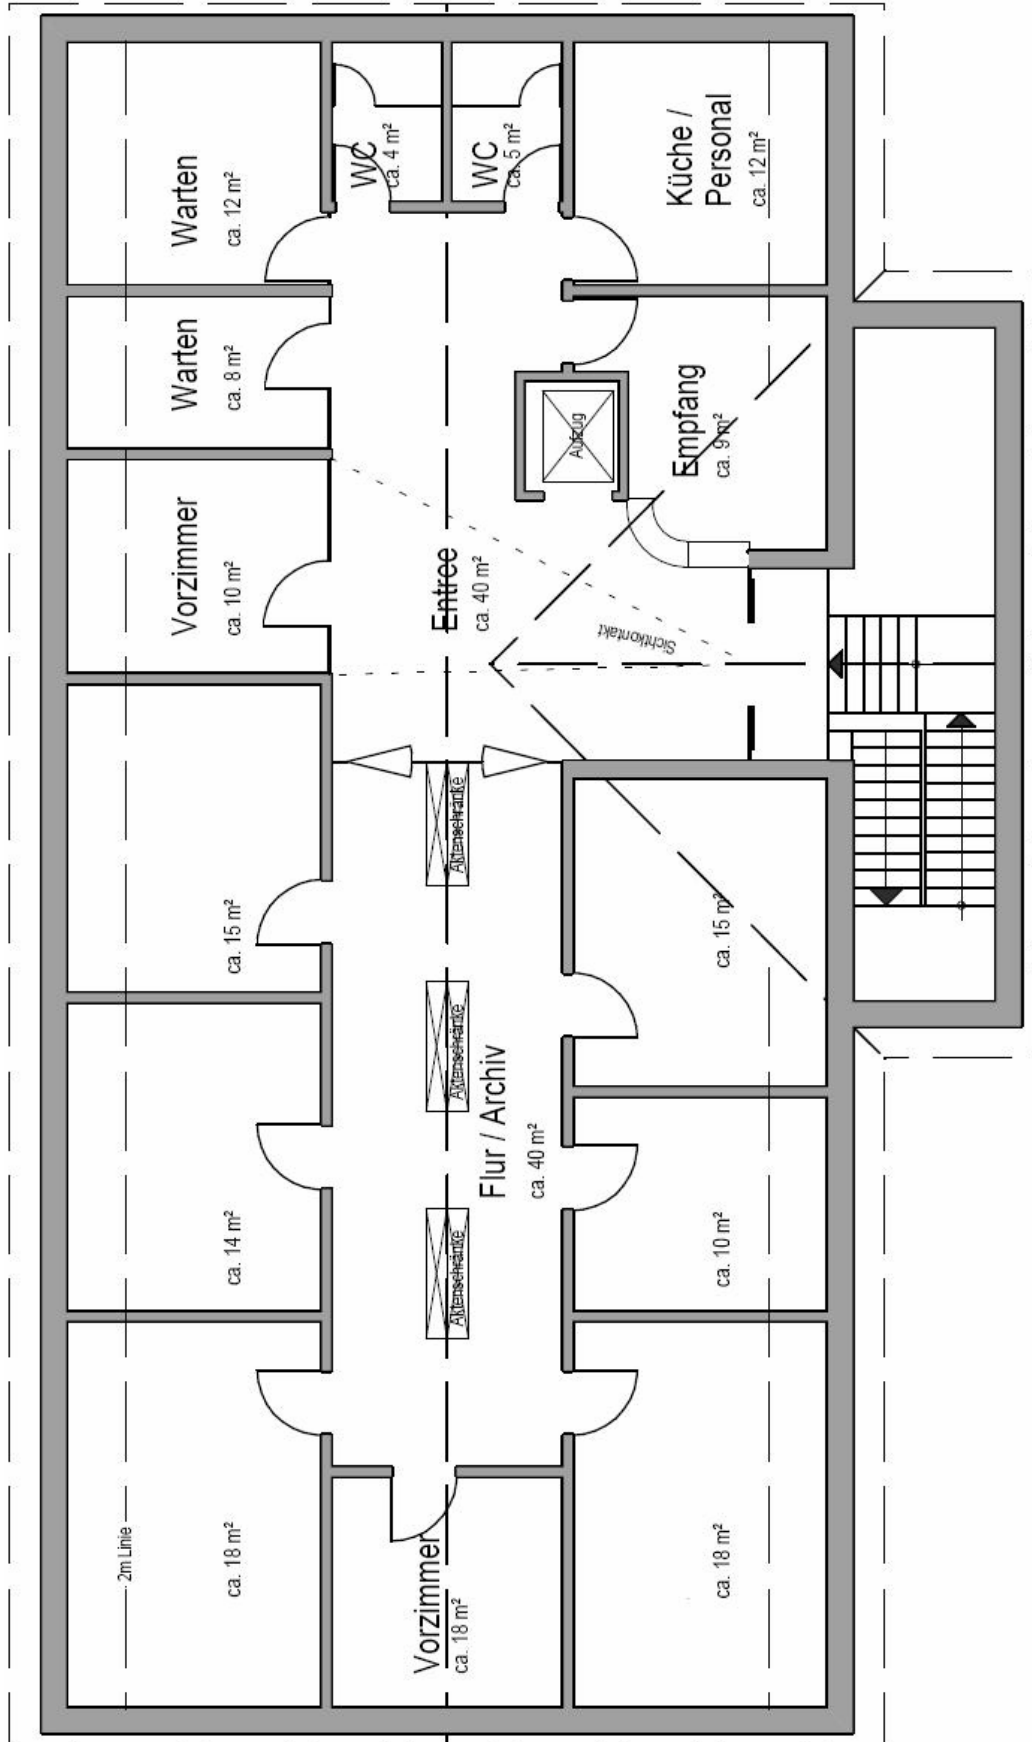 2m Linie
ca. 18 m²
ca. 14 m²
ca. 15 m²
Vorzimmer
ca. 10 m²
Warten
ca. 8 m²
Warten
ca. 12 m²
Vorzimmer
ca. 18 m²
Aktenschränke
Aktenschränke
Aktenschränke
Flur / Archiv
ca. 40 m²
Entree
ca. 40 m²
Sichtkontakt
Aufzug
WC
ca. 4 m²
WC
ca. 5 m²
ca. 18 m²
ca. 10 m²
ca. 15 m²
Empfang
ca. 9 m²
Küche /
Personal
ca. 12 m²